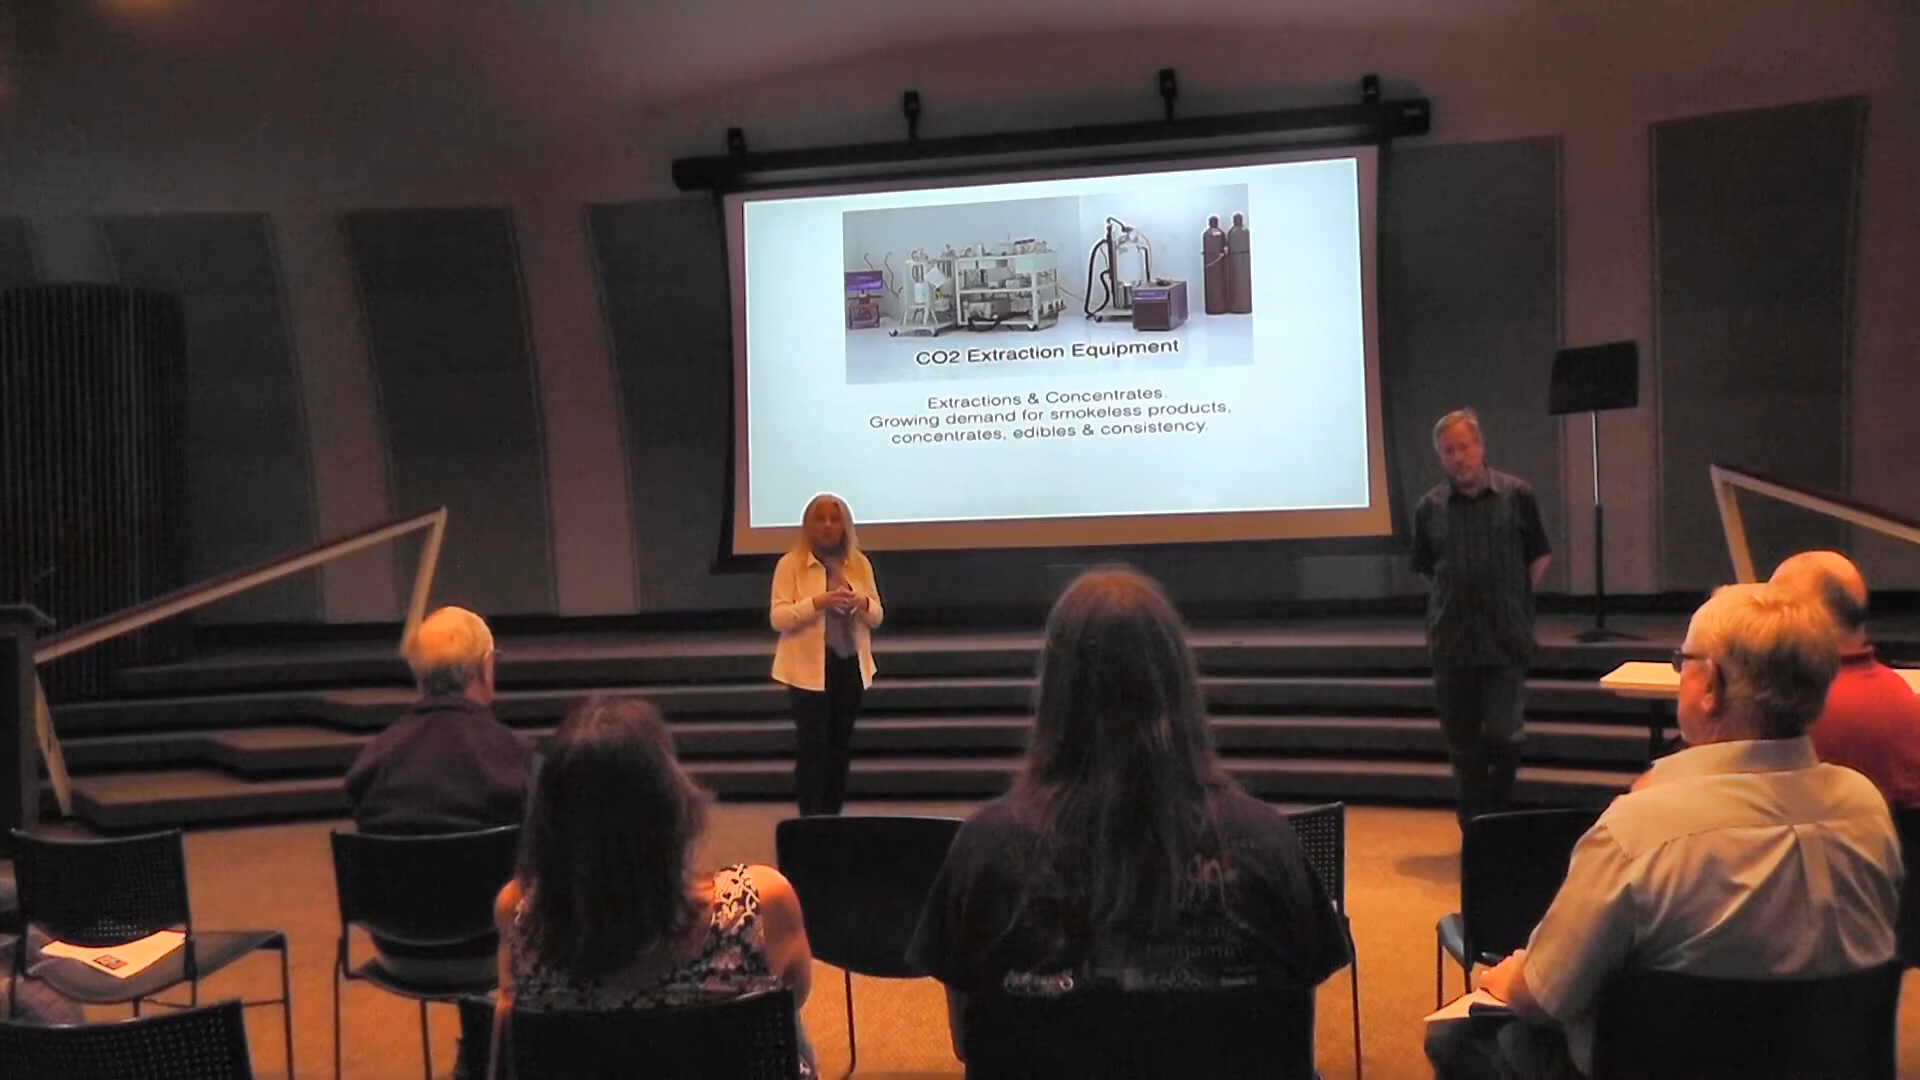 CO2 Extraction Equipment
Extractions & Concentrates.
Growing demand for smokeless products,
concentrates, edibles & consistency.